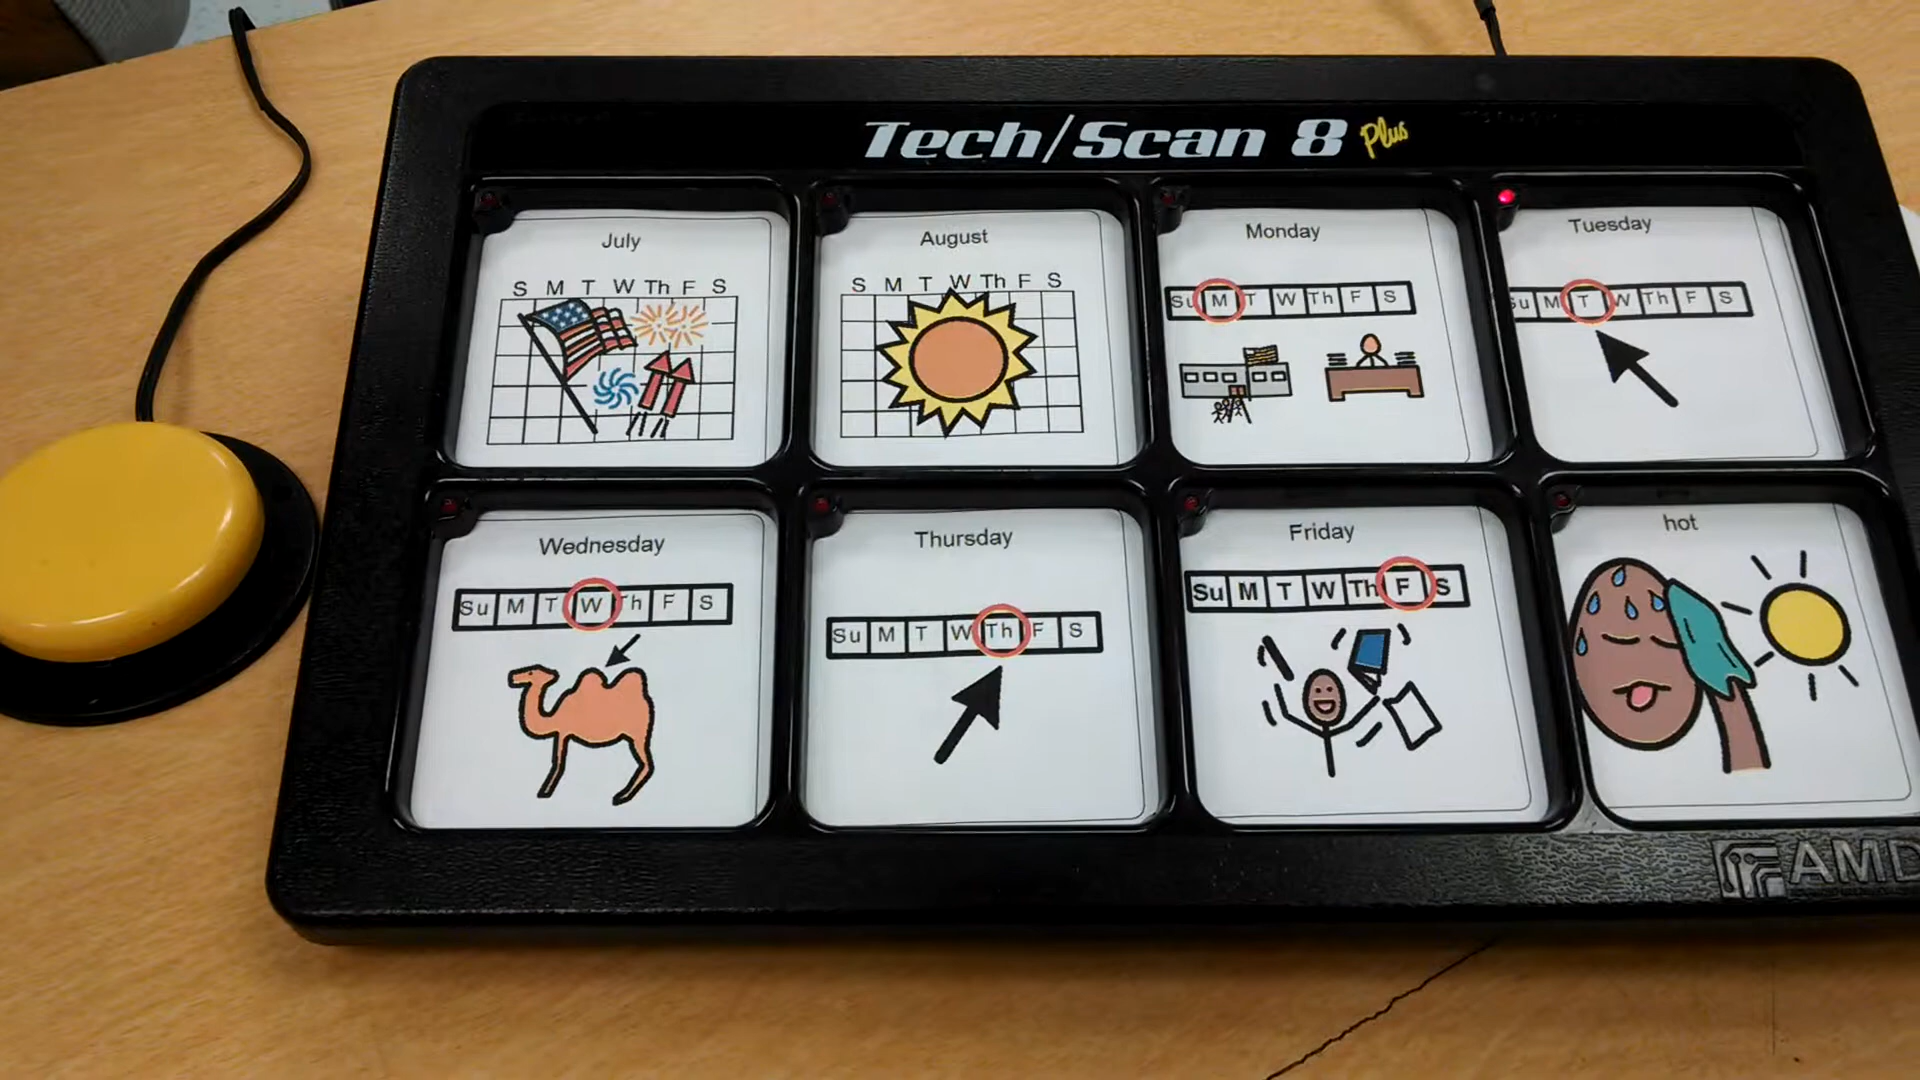 Tech/Scan 8 Plus
July
S M T W Th F S
August
S M T W Th F S
Monday
Su M T W Th F S
Tuesday
Su M T W Th F S
Wednesday
Su M T W Th F S
Thursday
Su M T W Th F S
Friday
Su M T W Th F S
hot
AMD